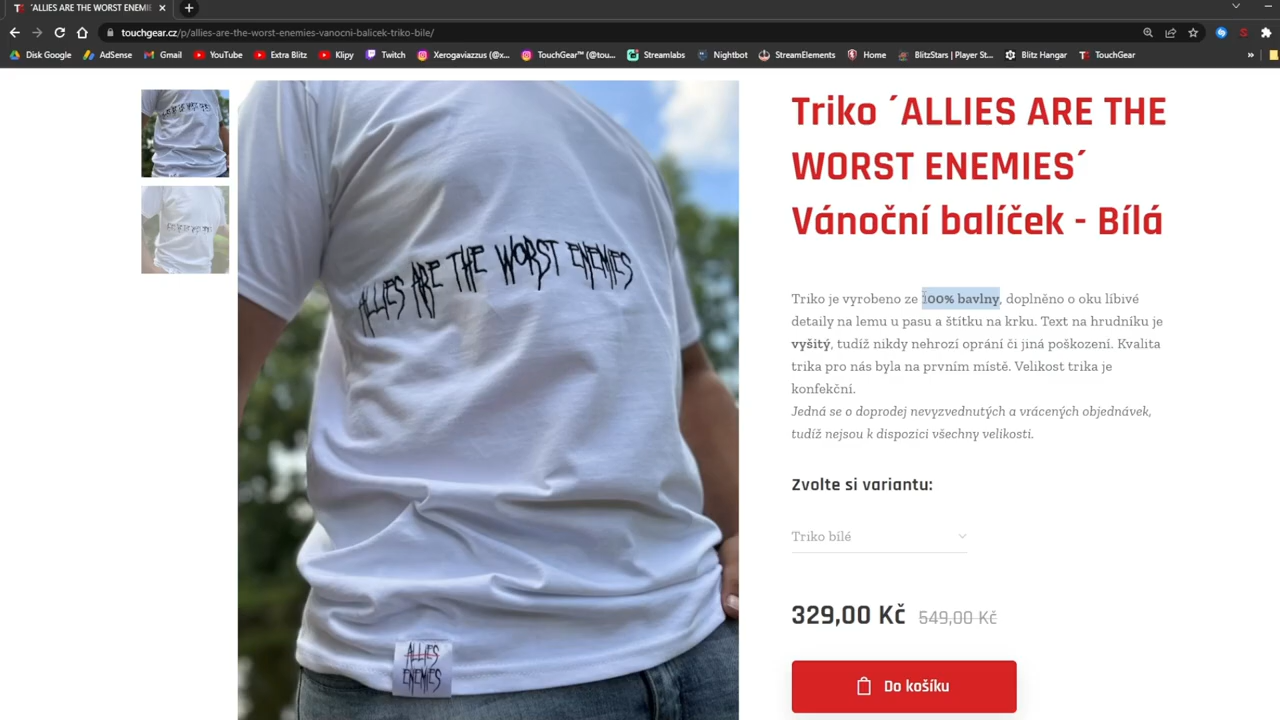 ´ALLIES ARE THE WORST ENEMIE
touchgear.cz/p/allies-are-the-worst-enemies-vanocni-balicek-triko-bile/
Disk Google
AdSense
Gmail
YouTube
Extra Blitz
Klipy
Twitch
Xerogaviazzus (@x...
TouchGear™ (@tou...
Streamlabs
Nightbot
StreamElements
Home
BlitzStars | Player St...
Blitz Hangar
TouchGear
»
Triko ´ALLIES ARE THE
WORST ENEMIES´
Vánoční balíček - Bílá
ALLIES ARE THE WORST ENEMIES
Triko je vyrobeno ze 100% bavlny, doplněno o oku líbivé
detaily na lemu u pasu a štítku na krku. Text na hrudníku je
vyšitý, tudíž nikdy nehrozí oprání či jiná poškození. Kvalita
trika pro nás byla na prvním místě. Velikost trika je
konfekční.
Jedná se o doprodej nevyzvednutých a vrácených objednávek,
tudíž nejsou k dispozici všechny velikosti.
Zvolte si variantu:
Triko bílé
329,00 Kč 549,00 Kč
Do košíku
ALLIES
ENEMIES